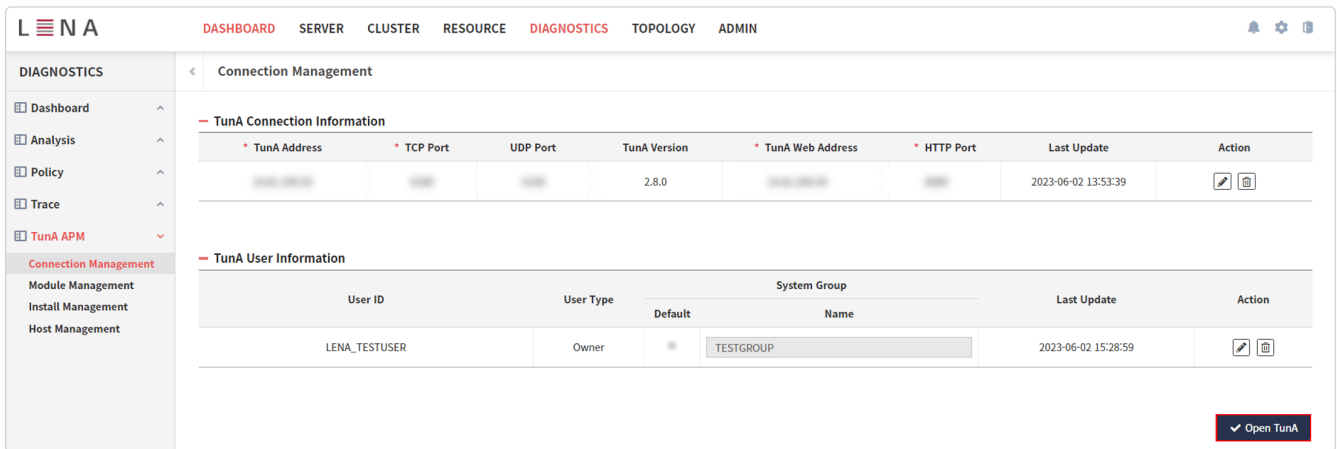 LENA
DASHBOARD SERVER CLUSTER RESOURCE DIAGNOSTICS TOPOLOGY ADMIN
DIAGNOSTICS
Connection Management
Dashboard
Analysis
Policy
Trace
TunA APM
Connection Management
Module Management
Install Management
Host Management
TunA Connection Information
* TunA Address * TCP Port UDP Port TunA Version * TunA Web Address * HTTP Port Last Update Action
2.8.0 2023-06-02 13:53:39
TunA User Information
User ID User Type System Group Last Update Action
Default Name
LENA_TESTUSER Owner TESTGROUP 2023-06-02 15:28:59
Open TunA